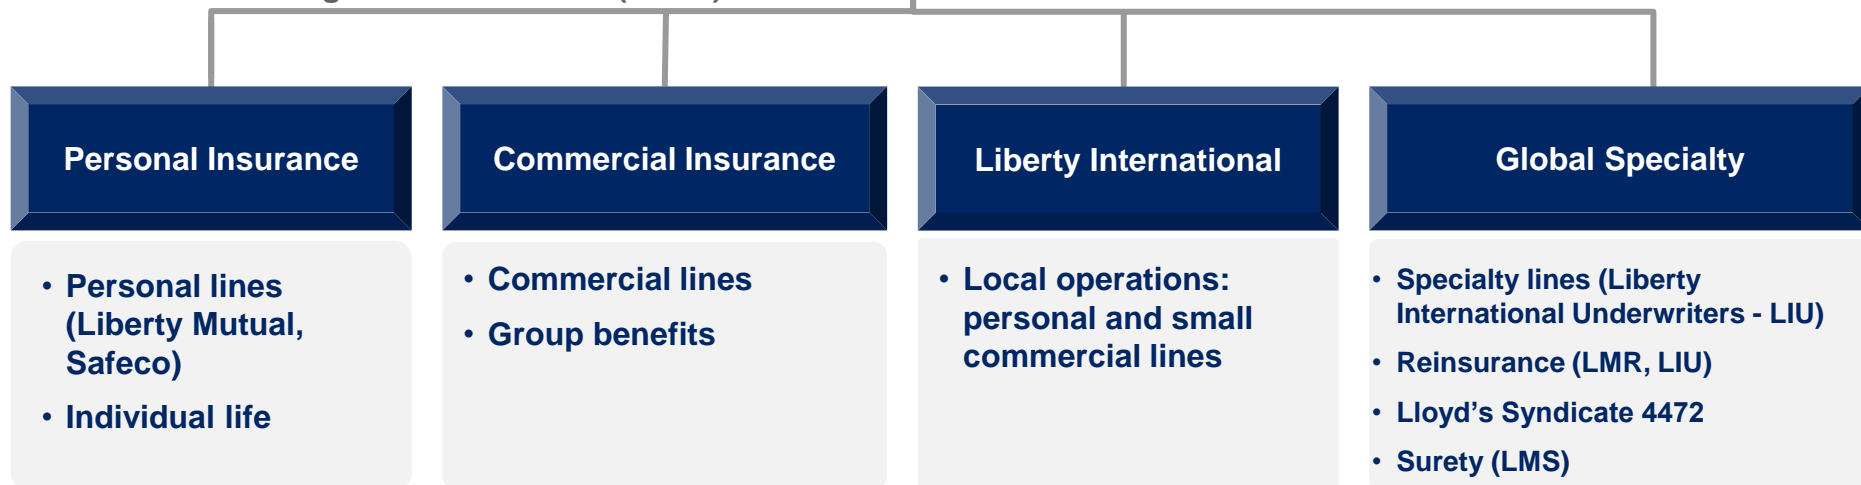 Personal Insurance
Commercial Insurance
Liberty International
Global Specialty
• Personal lines
(Liberty Mutual,
Safeco)
• Individual life
• Commercial lines
• Group benefits
• Local operations:
personal and small
commercial lines
• Specialty lines (Liberty
International Underwriters - LIU)
• Reinsurance (LMR, LIU)
• Lloyd’s Syndicate 4472
• Surety (LMS)